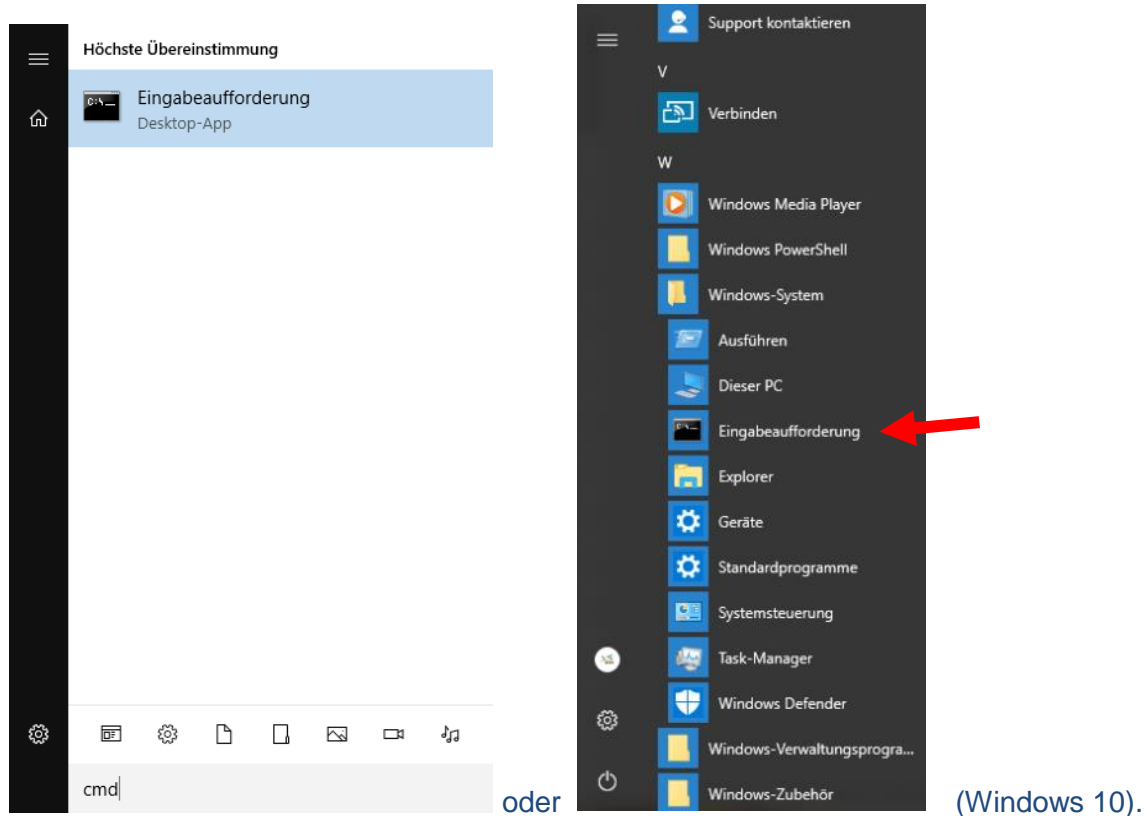 Höchste Übereinstimmung
Eingabeaufforderung
Desktop-App
cmd
oder
Support kontaktieren
V
Verbinden
W
Windows Media Player
Windows PowerShell
Windows-System
Ausführen
Dieser PC
Eingabeaufforderung
Explorer
Geräte
Standardprogramme
Systemsteuerung
Task-Manager
Windows Defender
Windows-Verwaltungsprogra...
Windows-Zubehör
(Windows 10).